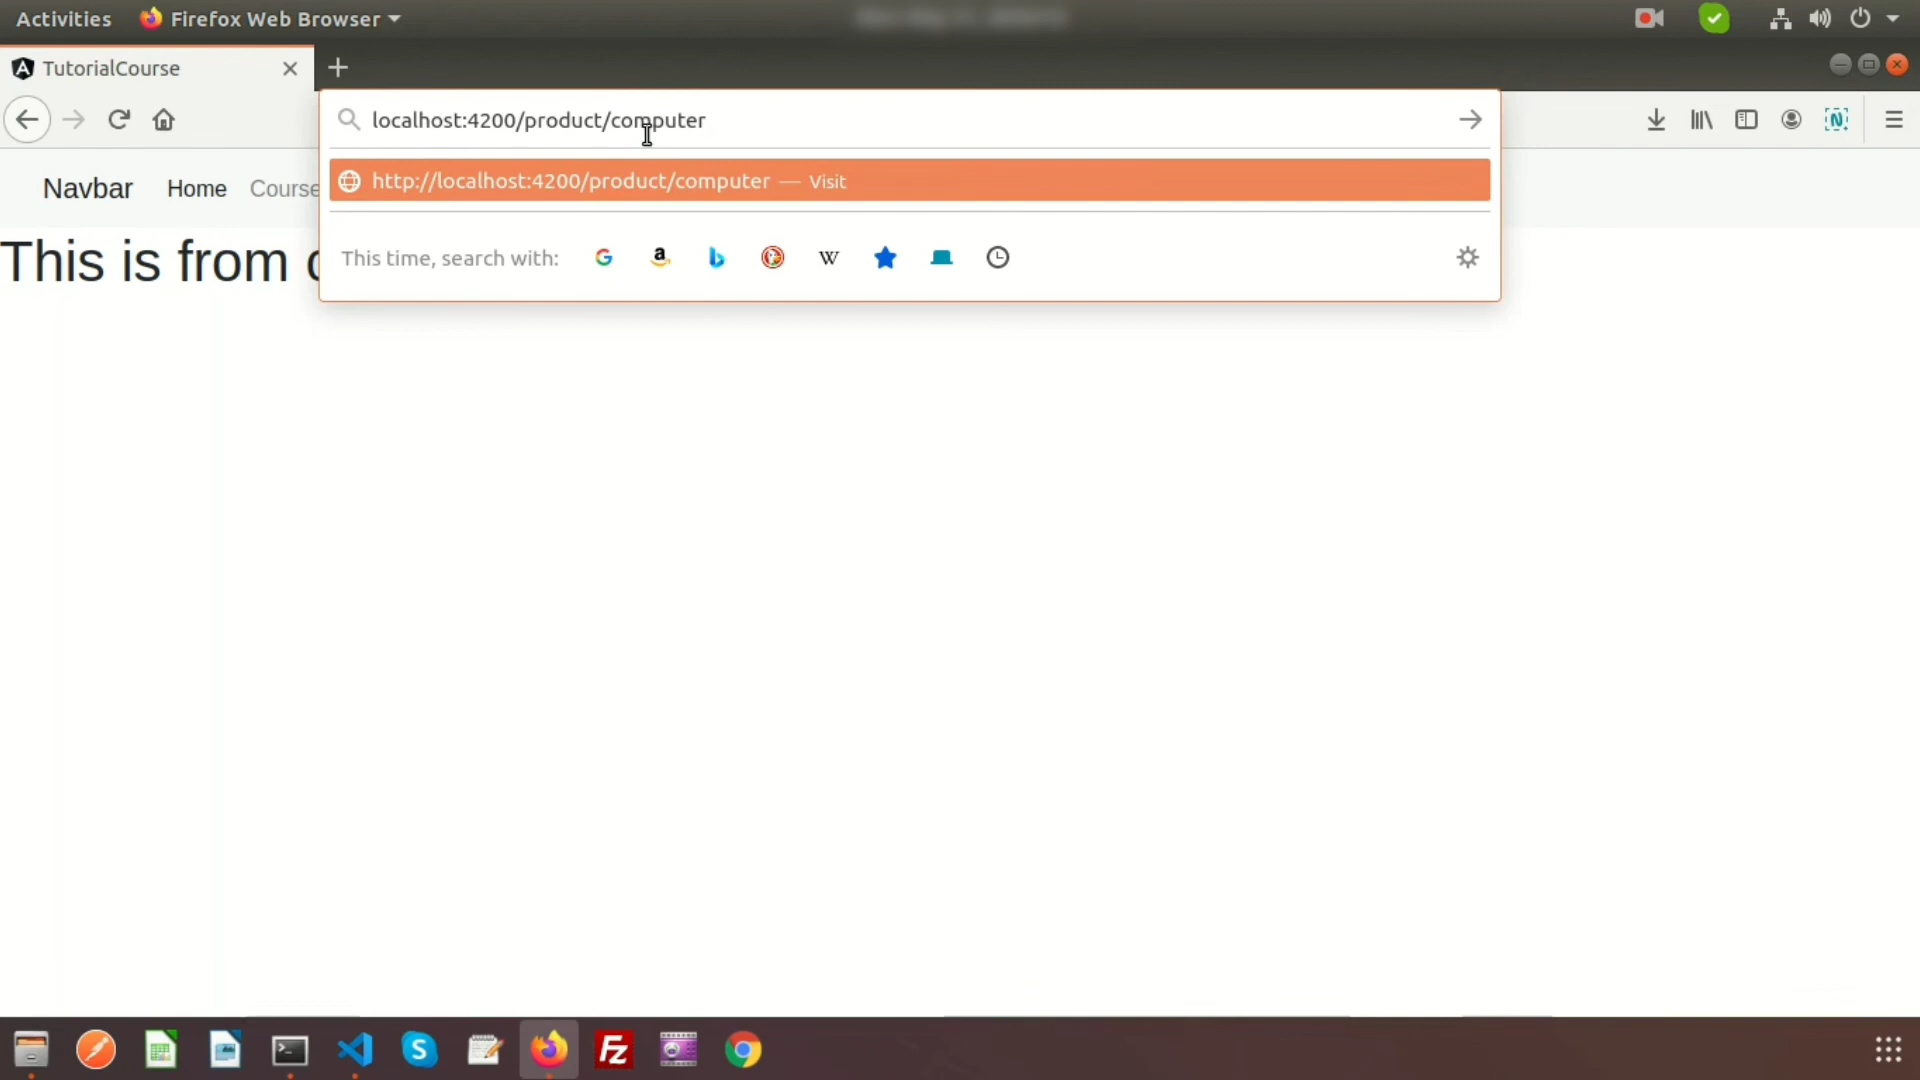 Activities Firefox Web Browser
TutorialCourse
localhost:4200/product/computer
http://localhost:4200/product/computer — Visit
Navbar Home Course
This is from
This time, search with: